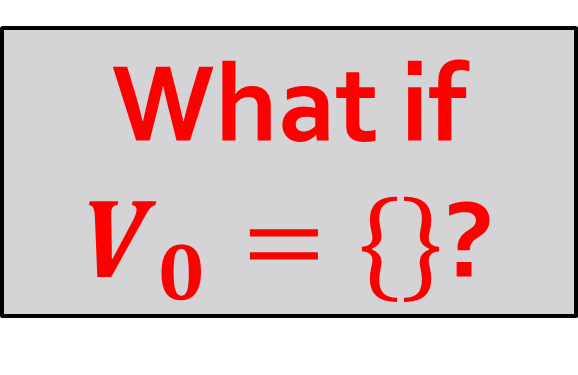 What if
V₀ = {}?